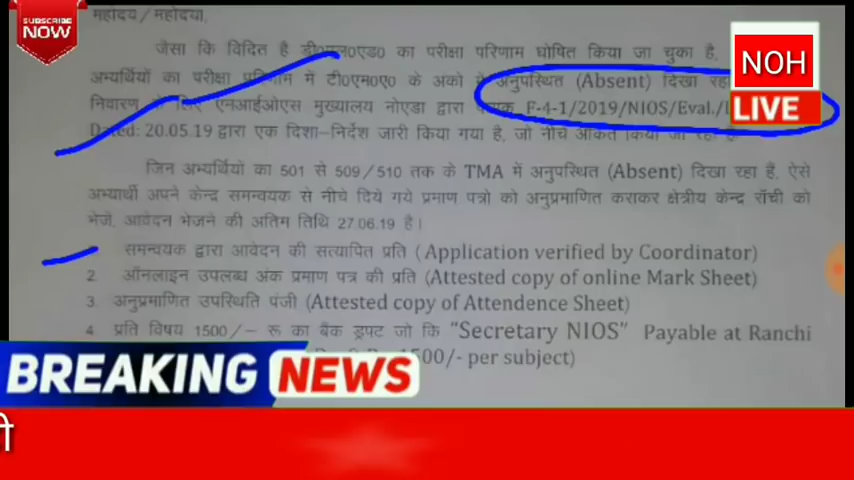 SUBSCRIBE
NOW
महोदय/महोदया,
जेसा कि विदित है डी०एल०एड० का परीक्षा परिणाम घोषित किया जा चुका है,
अभ्यर्थियों का परीक्षा परिणाम में टी०एम०ए० के अको में अनुपस्थित (Absent) दिखा रहा
NOH
LIVE
निवारण के लिए एनआईओएस मुख्यालय नोएडा द्वारा पत्रांक F-4-1/2019/NIOS/Eval./
Dated: 20.05.19 द्वारा एक दिशा-निर्देश जारी किया गया है, जो नीचे अंकित किया जा रहा है
जिन अभ्यर्थियों का 501 से 509/510 तक के TMA में अनुपस्थित (Absent) दिखा रहा है, ऐसे
अभ्यार्थी अपने केन्द्र समन्वयक से नीचे दिये गये प्रमाण पत्रो को अनुप्रमाणित कराकर क्षेत्रीय केन्द्र राँची को
भेजें, आवेदन भेजने की अतिम तिथि 27.06.19 है।
समन्वयक द्वारा आवेदन की सत्यापित प्रति (Application verified by Coordinator)
2. ऑनलाइन उपलब्ध अंक प्रमाण पत्र की प्रति (Attested copy of online Mark Sheet)
3. अनुप्रमाणित उपस्थिति पंजी (Attested copy of Attendence Sheet)
4. प्रति विषय 1500/- रू का बैंक ड्रफ्ट जो कि "Secretary NIOS" Payable at Ranchi
1500/- per subject)
BREAKING NEWS
ी